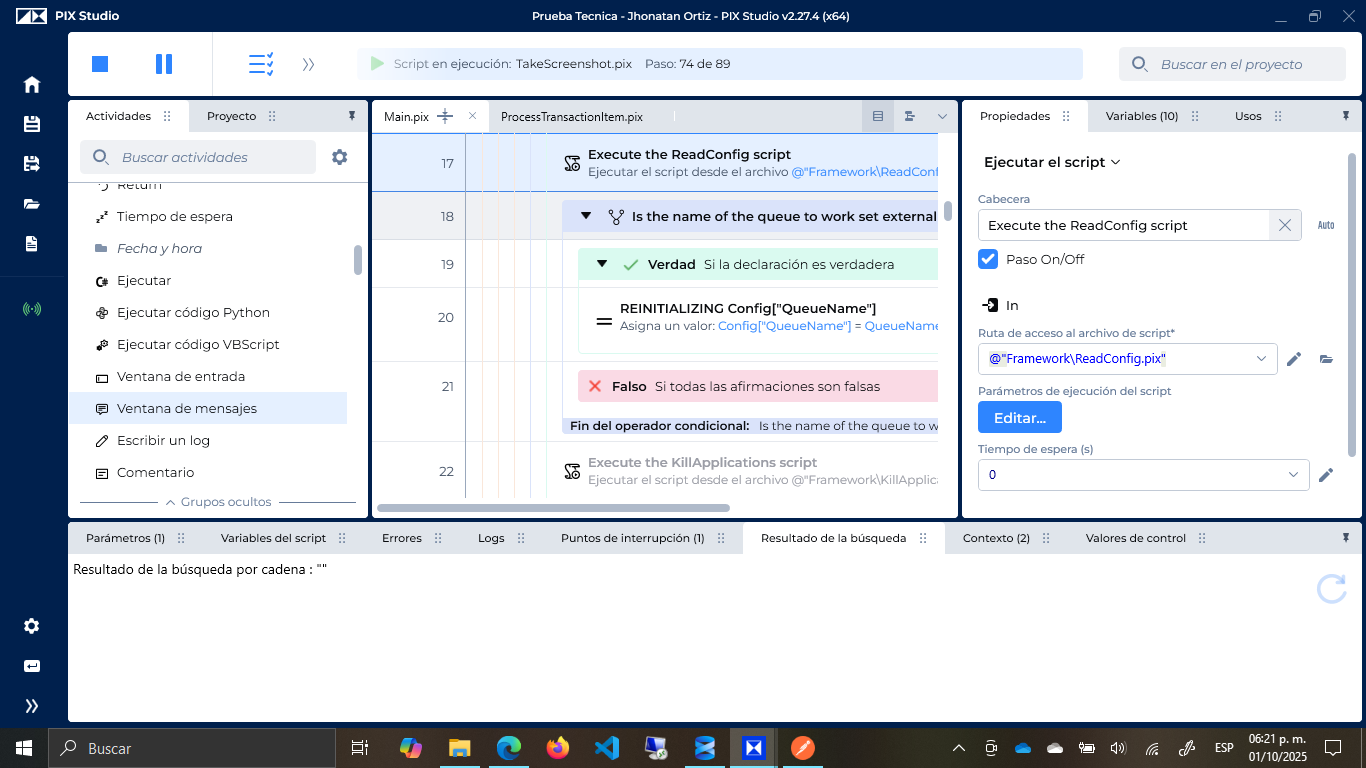 PIX Studio
Prueba Tecnica - Jhonatan Ortiz - PIX Studio v2.27.4 (x64)
Script en ejecución: TakeScreenshot.pix Paso: 74 de 89
Buscar en el proyecto
Actividades
Proyecto
Buscar actividades
Return
Tiempo de espera
Fecha y hora
Ejecutar
Ejecutar código Python
Ejecutar código VBScript
Ventana de entrada
Ventana de mensajes
Escribir un log
Comentario
Grupos ocultos
Main.pix
ProcessTransactionItem.pix
17
Execute the ReadConfig script
Ejecutar el script desde el archivo @"Framework\ReadConf
18
Is the name of the queue to work set external
19
Verdad Si la declaración es verdadera
20
REINITIALIZING Config["QueueName"]
Asigna un valor: Config["QueueName"] = QueueName
21
Falso Si todas las afirmaciones son falsas
Fin del operador condicional: Is the name of the queue to w
22
Execute the KillApplications script
Ejecutar el script desde el archivo @"Framework\KillApplica
Propiedades
Variables (10)
Usos
Ejecutar el script
Cabecera
Execute the ReadConfig script
Auto
Paso On/Off
In
Ruta de acceso al archivo de script*
@"Framework\ReadConfig.pix"
Parámetros de ejecución del script
Editar...
Tiempo de espera (s)
0
Parámetros (1)
Variables del script
Errores
Logs
Puntos de interrupción (1)
Resultado de la búsqueda
Contexto (2)
Valores de control
Resultado de la búsqueda por cadena : ""
Buscar
ESP
06:21 p. m.
01/10/2025